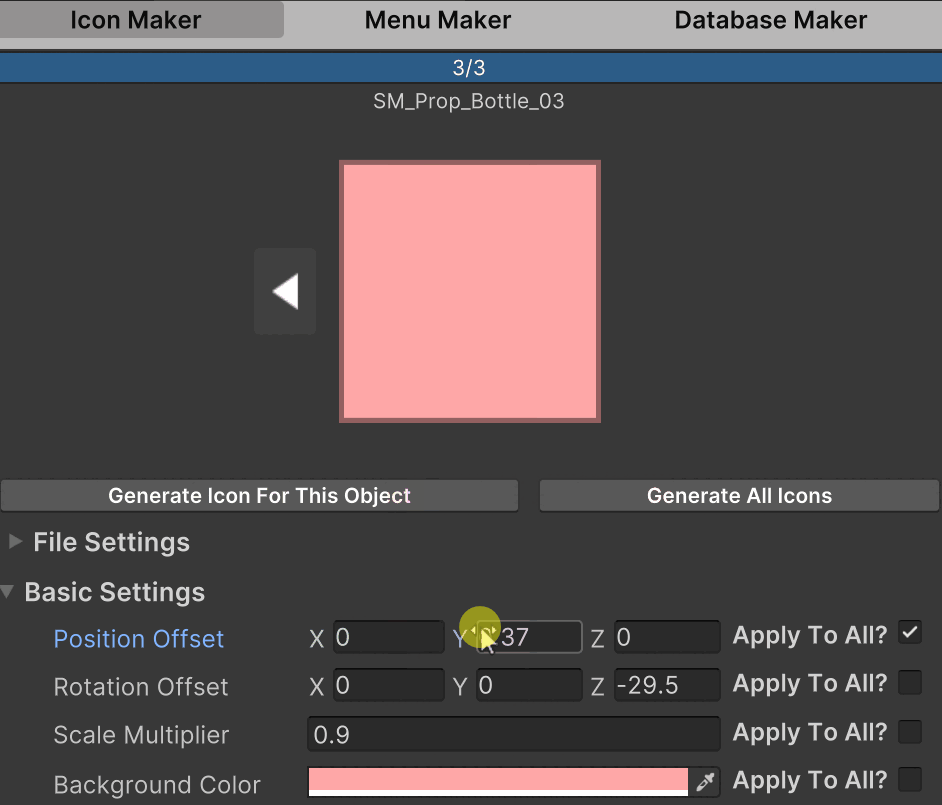 Icon Maker Menu Maker Database Maker
3/3
SM_Prop_Bottle_03
Generate Icon For This Object Generate All Icons
File Settings
Basic Settings
Position Offset X 0 Y 37 Z 0 Apply To All?
Rotation Offset X 0 Y 0 Z -29.5 Apply To All?
Scale Multiplier 0.9 Apply To All?
Background Color Apply To All?